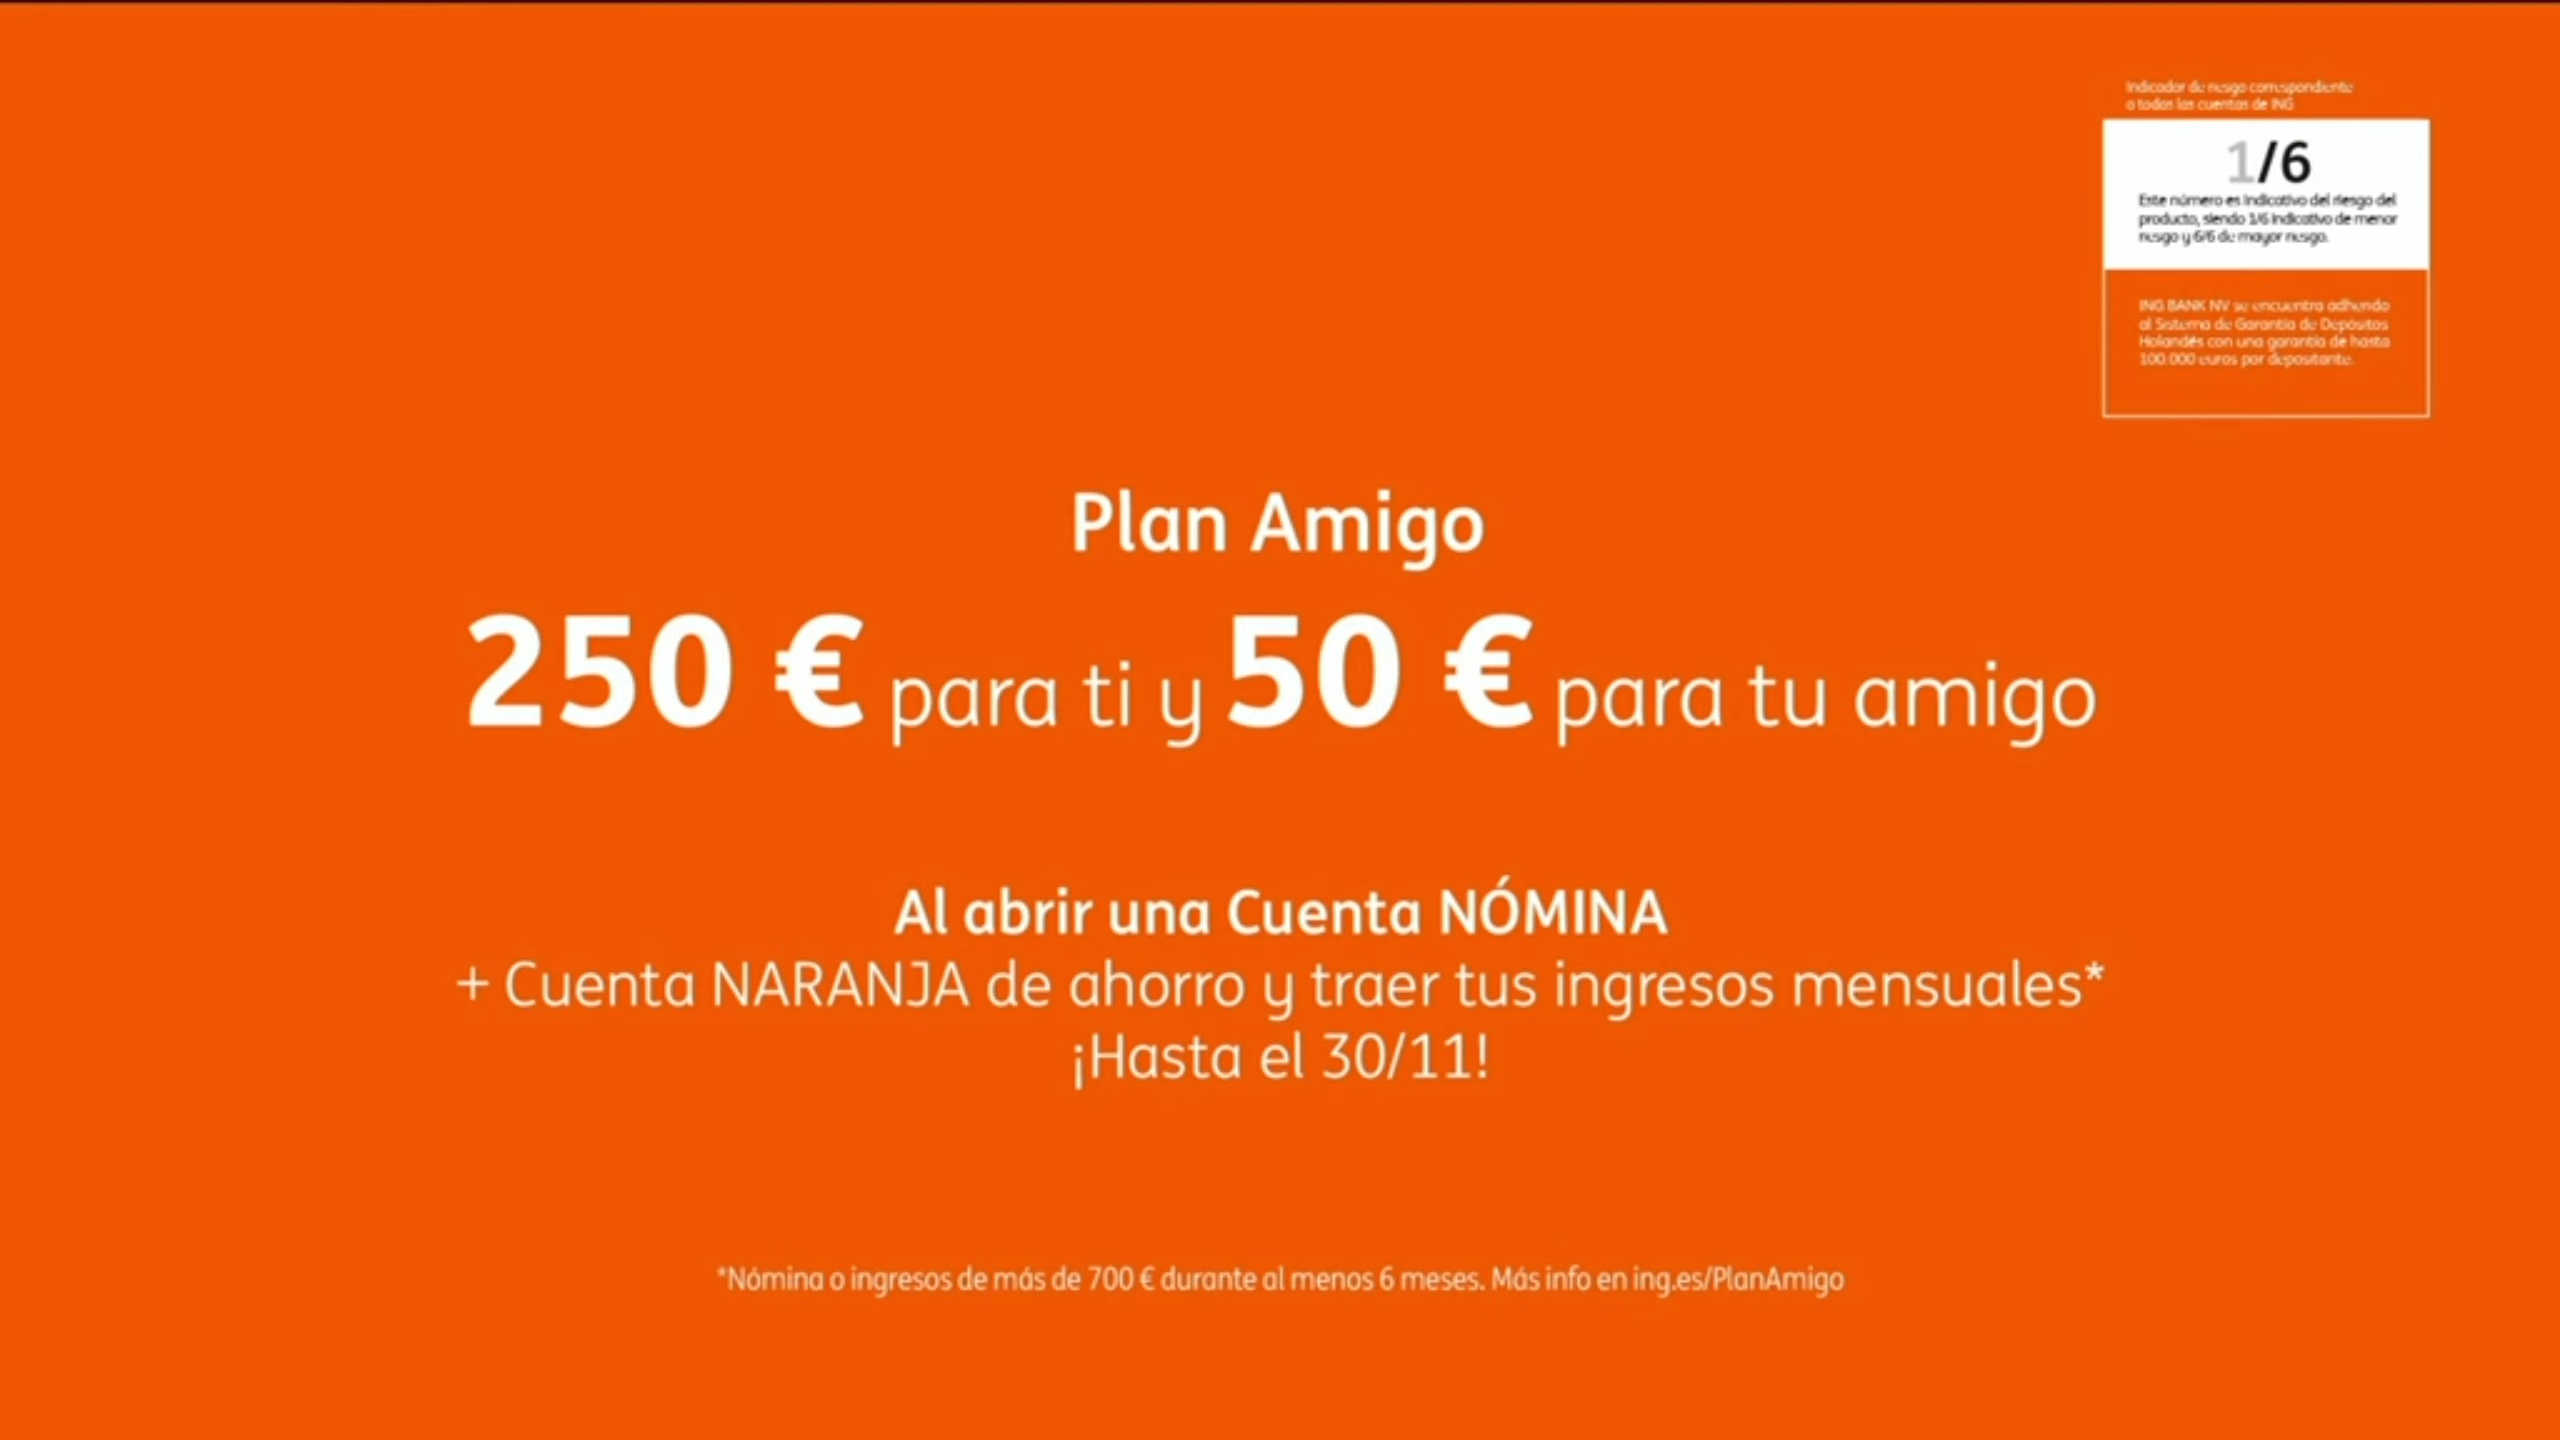 Indicador de riesgo correspondiente
a todas las cuentas de ING
1/6
Este número es indicativo del riesgo del
producto, siendo 1/6 indicativo de menor
riesgo y 6/6 de mayor riesgo.
ING BANK NV se encuentra adherido
al Sistema de Garantía de Depósitos
Holandés con una garantía de hasta
100.000 euros por depositante.
Plan Amigo
250 € para ti y 50 € para tu amigo
Al abrir una Cuenta NÓMINA
+ Cuenta NARANJA de ahorro y traer tus ingresos mensuales*
¡Hasta el 30/11!
*Nómina o ingresos de más de 700 € durante al menos 6 meses. Más info en ing.es/PlanAmigo